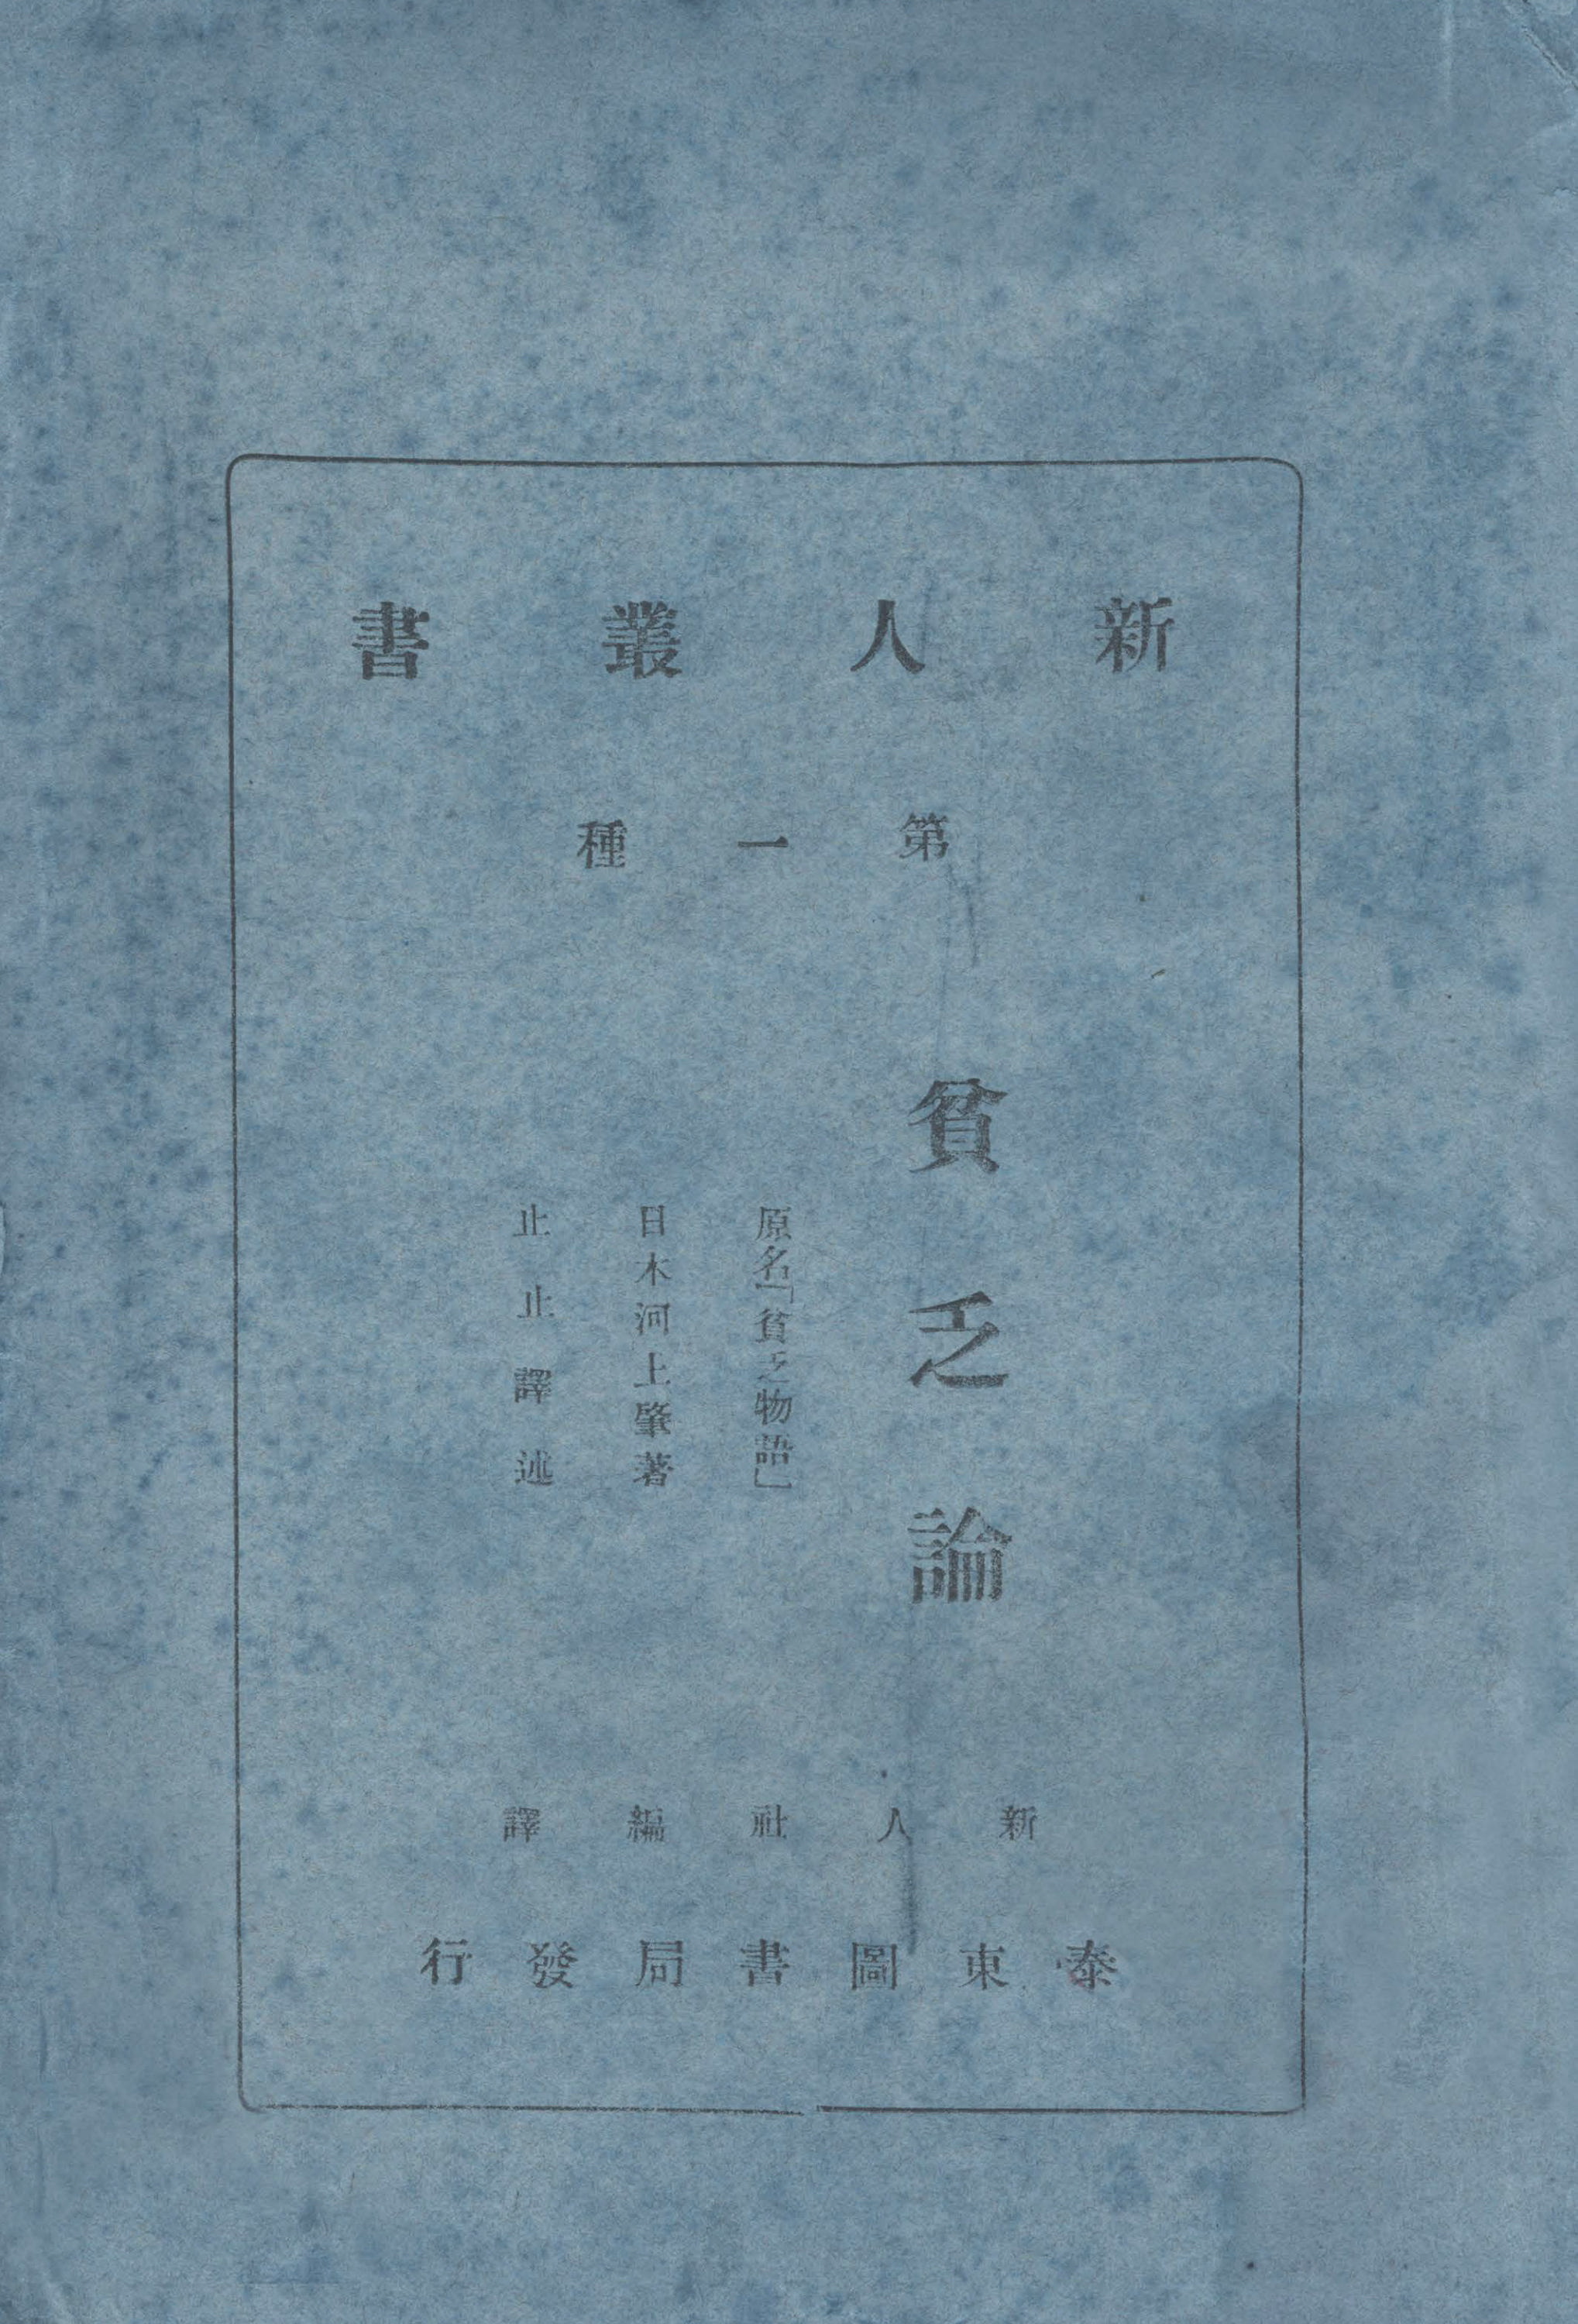 新人叢書
第一種
貧乏論
原名「貧乏物語」
日本河上肇著
止止譯述
新人社編譯
泰東圖書局發行